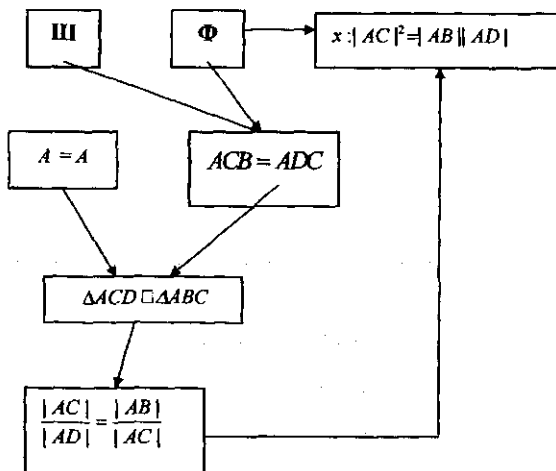 Ш
Ф
x :| AC |²=| AB || AD |
A = A
ACB = ADC
ΔACD □ ΔABC
| AC | / | AD | = | AB | / | AC |